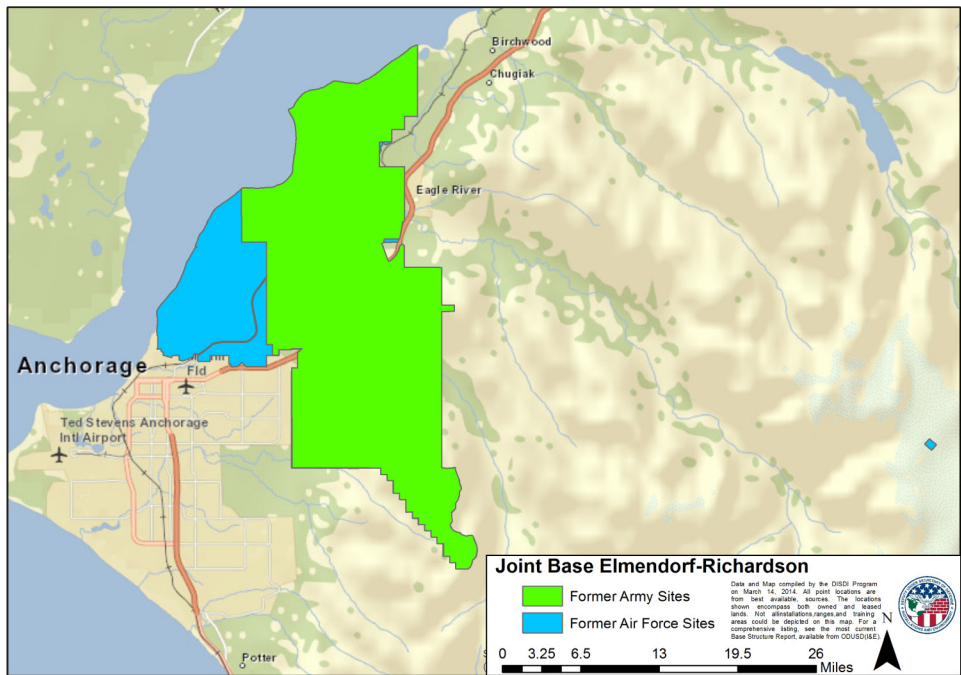 Birchwood
Chugiak
Eagle River
Anchorage
Fld
Ted Stevens Anchorage
Intl Airport
Potter
Joint Base Elmendorf-Richardson
Former Army Sites
Former Air Force Sites
Data and Map compiled by the DISDI Program
on March 14, 2014. All point locations are
from best available, sources. The locations
shown encompass both owned and leased
lands. Not allinstallations,ranges,and training
areas could be depicted on this map. For a
comprehensive listing, see the most current
Base Structure Report, available from ODUSD(I&E).
N
0 3.25 6.5 13 19.5 26
Miles